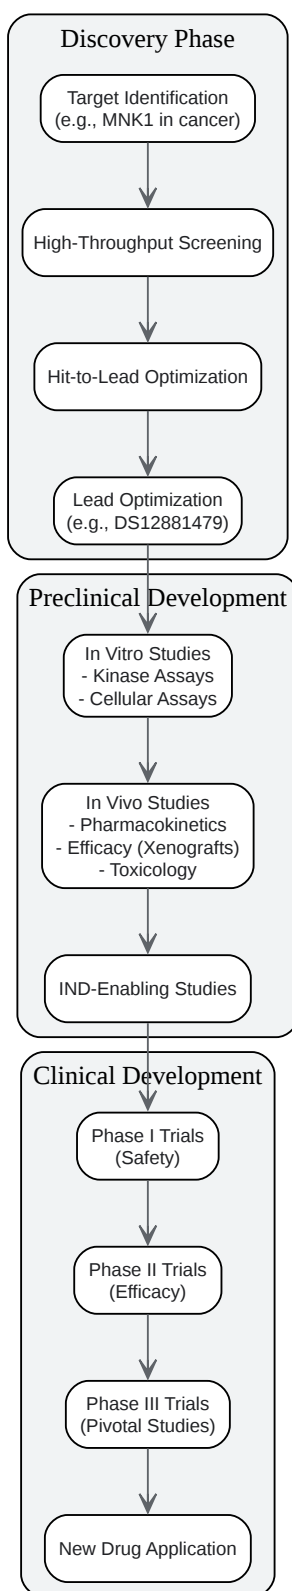 Discovery Phase
Target Identification
(e.g., MNK1 in cancer)
High-Throughput Screening
Hit-to-Lead Optimization
Lead Optimization
(e.g., DS12881479)
Preclinical Development
In Vitro Studies
- Kinase Assays
- Cellular Assays
In Vivo Studies
- Pharmacokinetics
- Efficacy (Xenografts)
- Toxicology
IND-Enabling Studies
Clinical Development
Phase I Trials
(Safety)
Phase II Trials
(Efficacy)
Phase III Trials
(Pivotal Studies)
New Drug Application